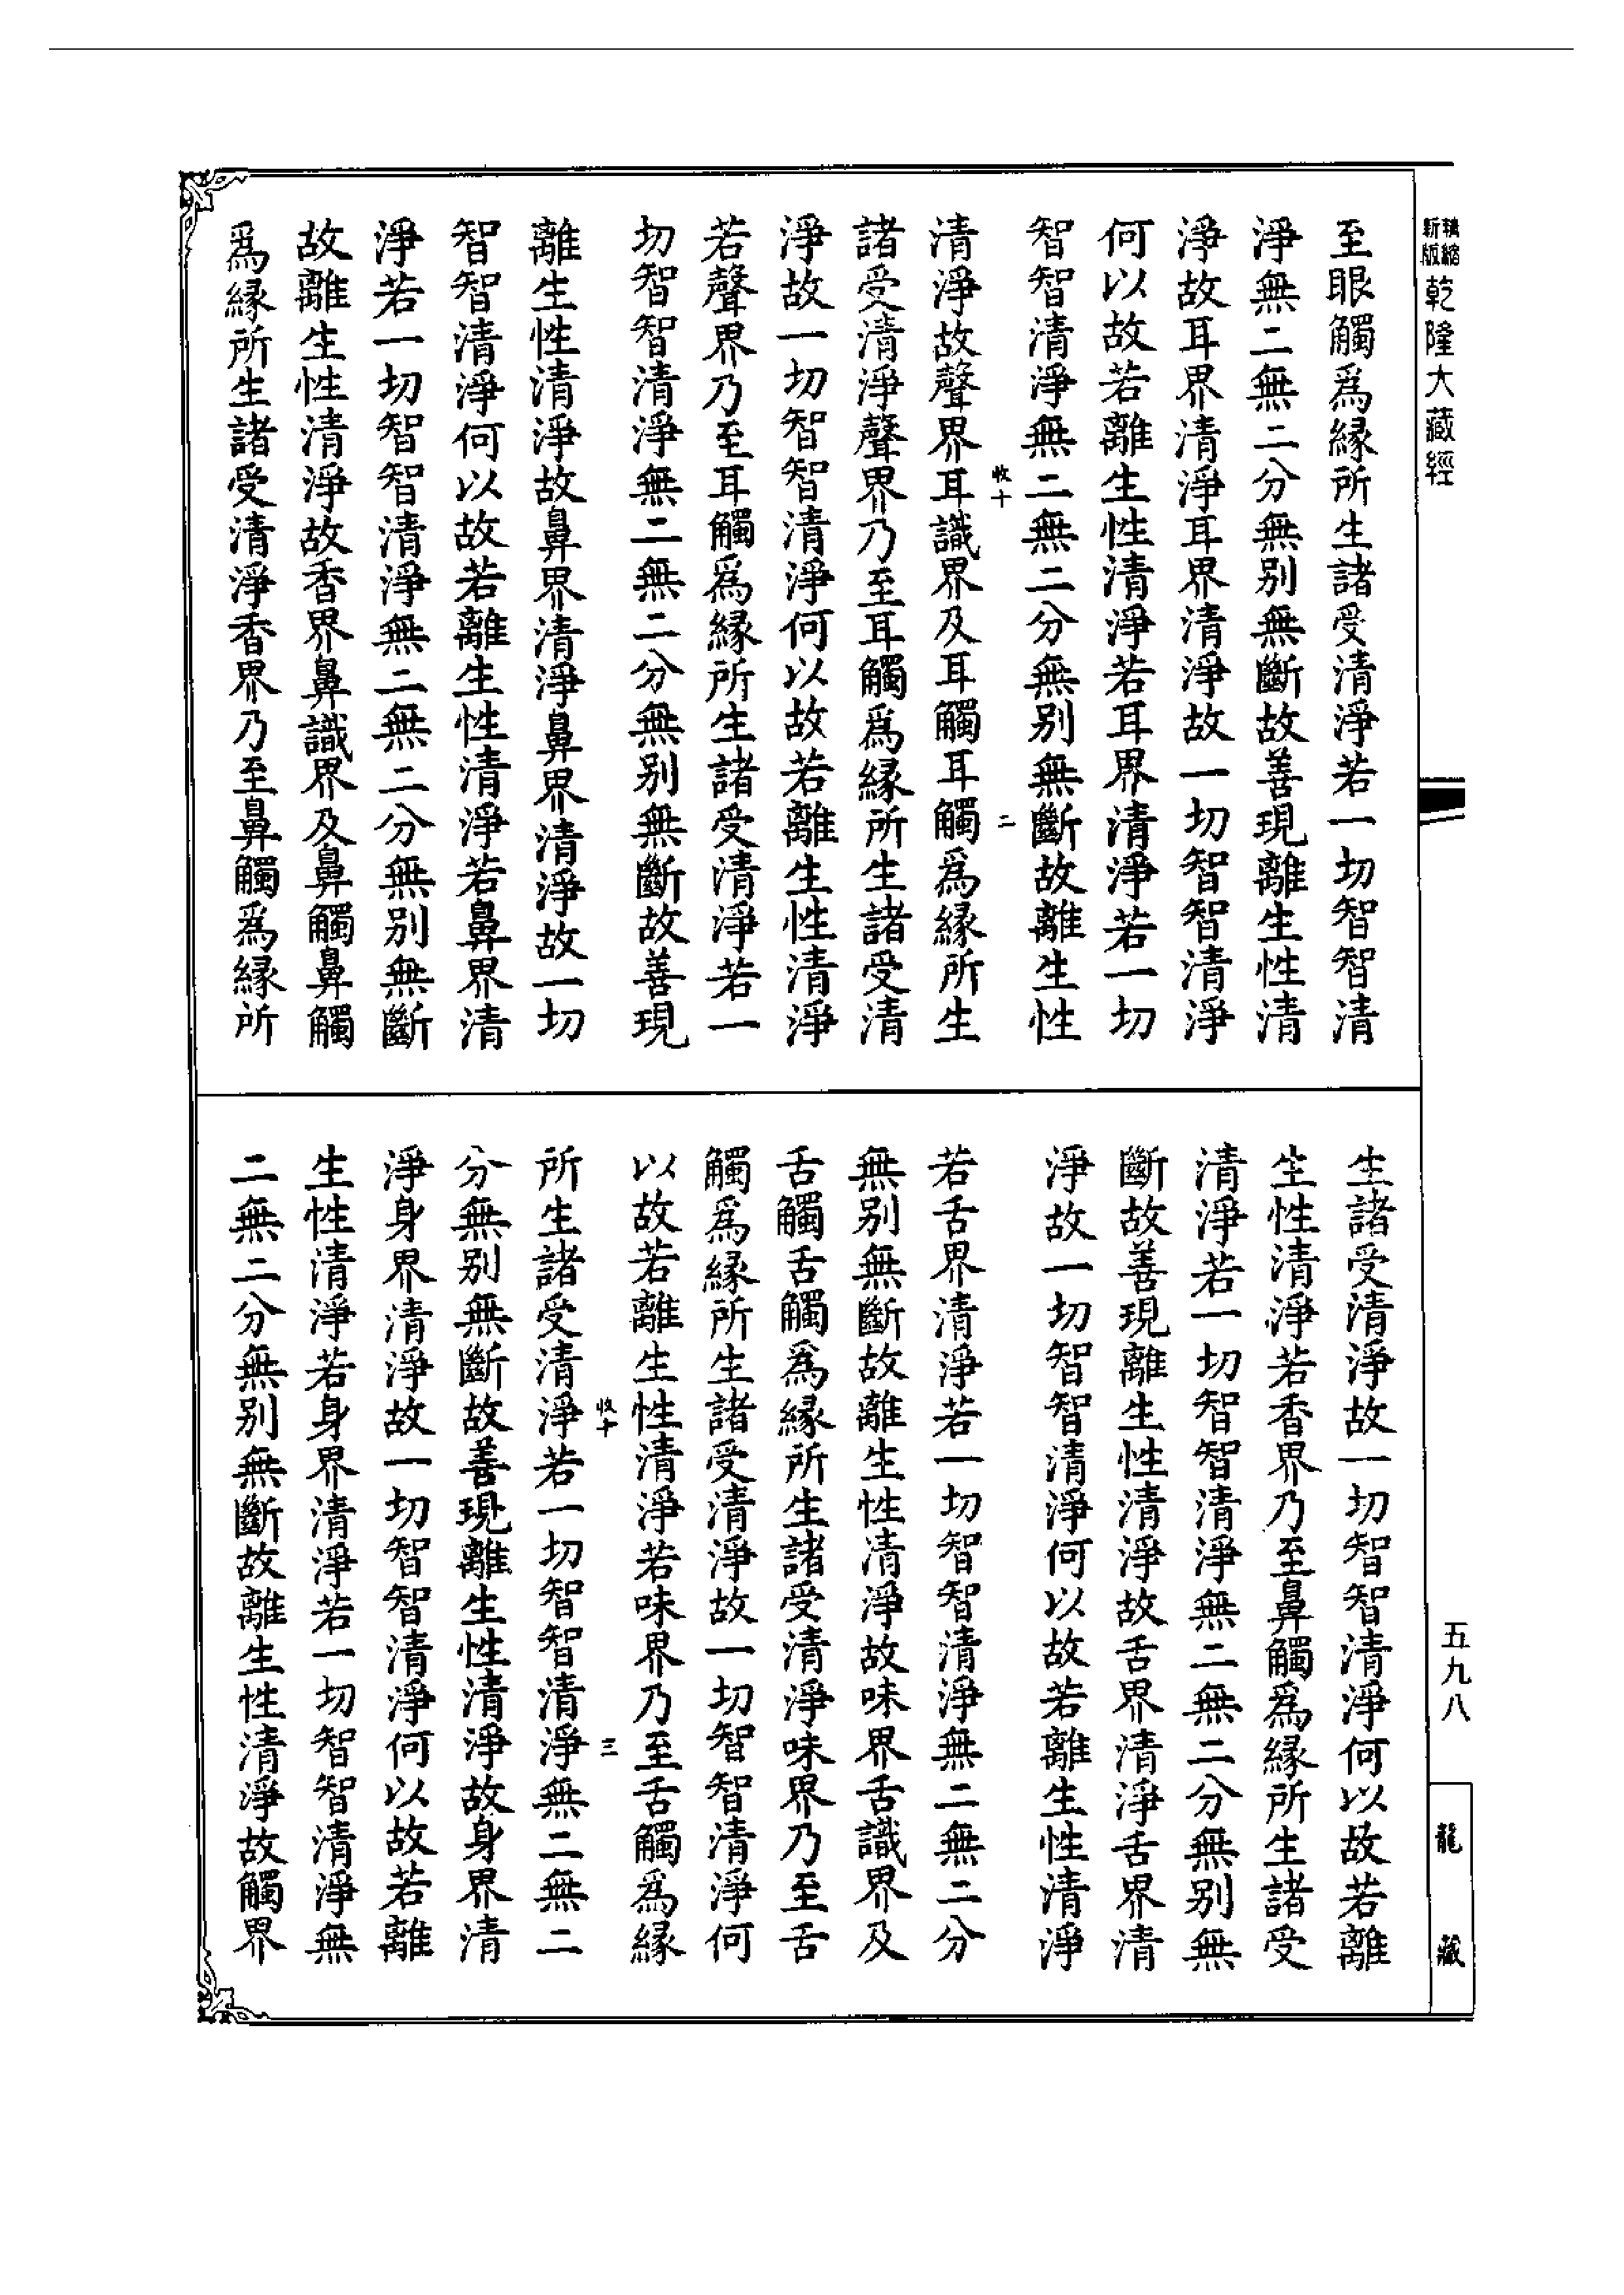 新版
縮
乾隆大藏經
至眼觸爲緣所生諸受清淨若一切智智清
淨無二無二分無別無斷故善現離生性清
淨故耳界清淨耳界清淨故一切智智清淨
何以故若離生性清淨若耳界清淨若一切
智智清淨無二無二分無別無斷故離生性
收十
二
清淨故聲界耳識界及耳觸耳觸爲緣所生
諸受清淨聲界乃至耳觸爲緣所生諸受清
淨故一切智智清淨何以故若離生性清淨
若聲界乃至耳觸爲緣所生諸受清淨若一
切智智清淨無二無二分無別無斷故善現
離生性清淨故鼻界清淨鼻界清淨故一切
智智清淨何以故若離生性清淨若鼻界清
淨若一切智智清淨無二無二分無別無斷
故離生性清淨故香界鼻識界及鼻觸鼻觸
爲緣所生諸受清淨香界乃至鼻觸爲緣所
生諸受清淨故一切智智清淨何以故若離
生性清淨若香界乃至鼻觸爲緣所生諸受
清淨若一切智智清淨無二無二分無別無
斷故善現離生性清淨故舌界清淨舌界清
淨故一切智智清淨何以故若離生性清淨
若舌界清淨若一切智智清淨無二無二分
無別無斷故離生性清淨故味界舌識界及
舌觸舌觸爲緣所生諸受清淨味界乃至舌
觸爲緣所生諸受清淨故一切智智清淨何
以故若離生性清淨若味界乃至舌觸爲緣
收十
三
所生諸受清淨若一切智智清淨無二無二
分無別無斷故善現離生性清淨故身界清
淨身界清淨故一切智智清淨何以故若離
生性清淨若身界清淨若一切智智清淨無
二無二分無別無斷故離生性清淨故觸界
五九八
龍藏